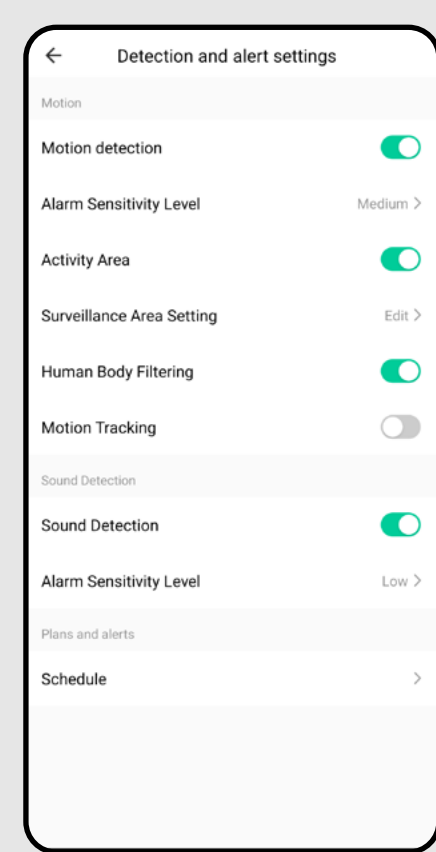 Detection and alert settings
Motion
Motion detection
Alarm Sensitivity Level Medium
Activity Area
Surveillance Area Setting Edit
Human Body Filtering
Motion Tracking
Sound Detection
Sound Detection
Alarm Sensitivity Level Low
Plans and alerts
Schedule